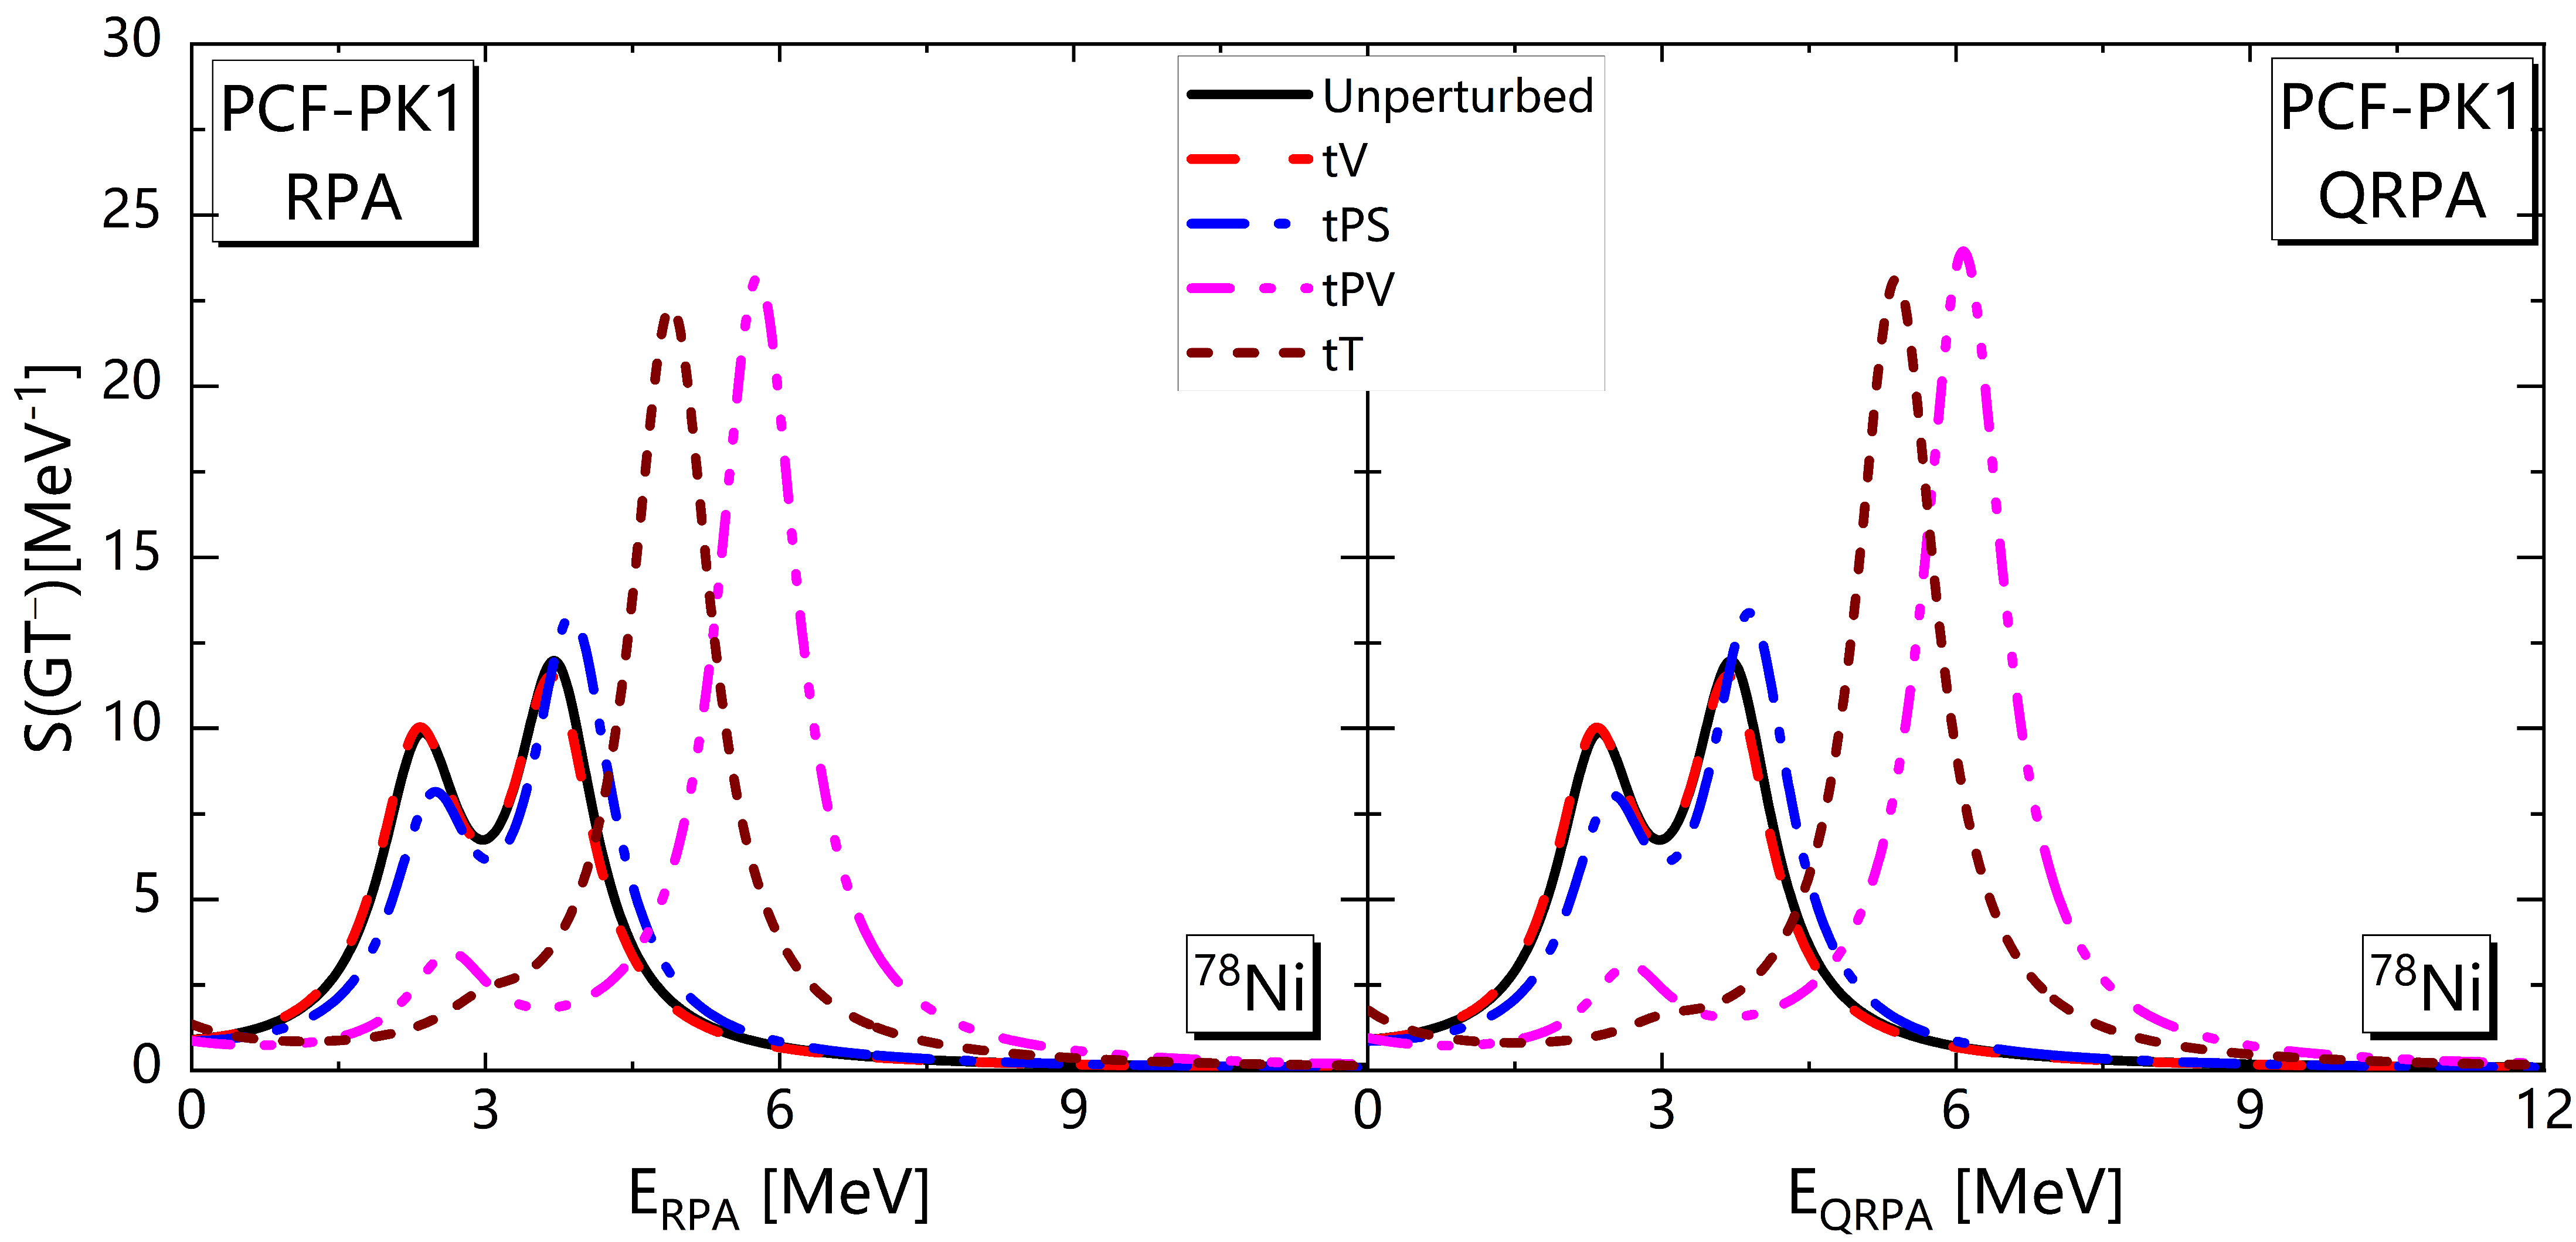 30
25
20
15
10
5
0
S(GT⁻)[MeV⁻¹]
PCF-PK1
RPA
Unperturbed
tV
tPS
tPV
tT
PCF-PK1
QRPA
⁷⁸Ni
⁷⁸Ni
0 3 6 9
0 3 6 9 12
E_RPA [MeV]
E_QRPA [MeV]